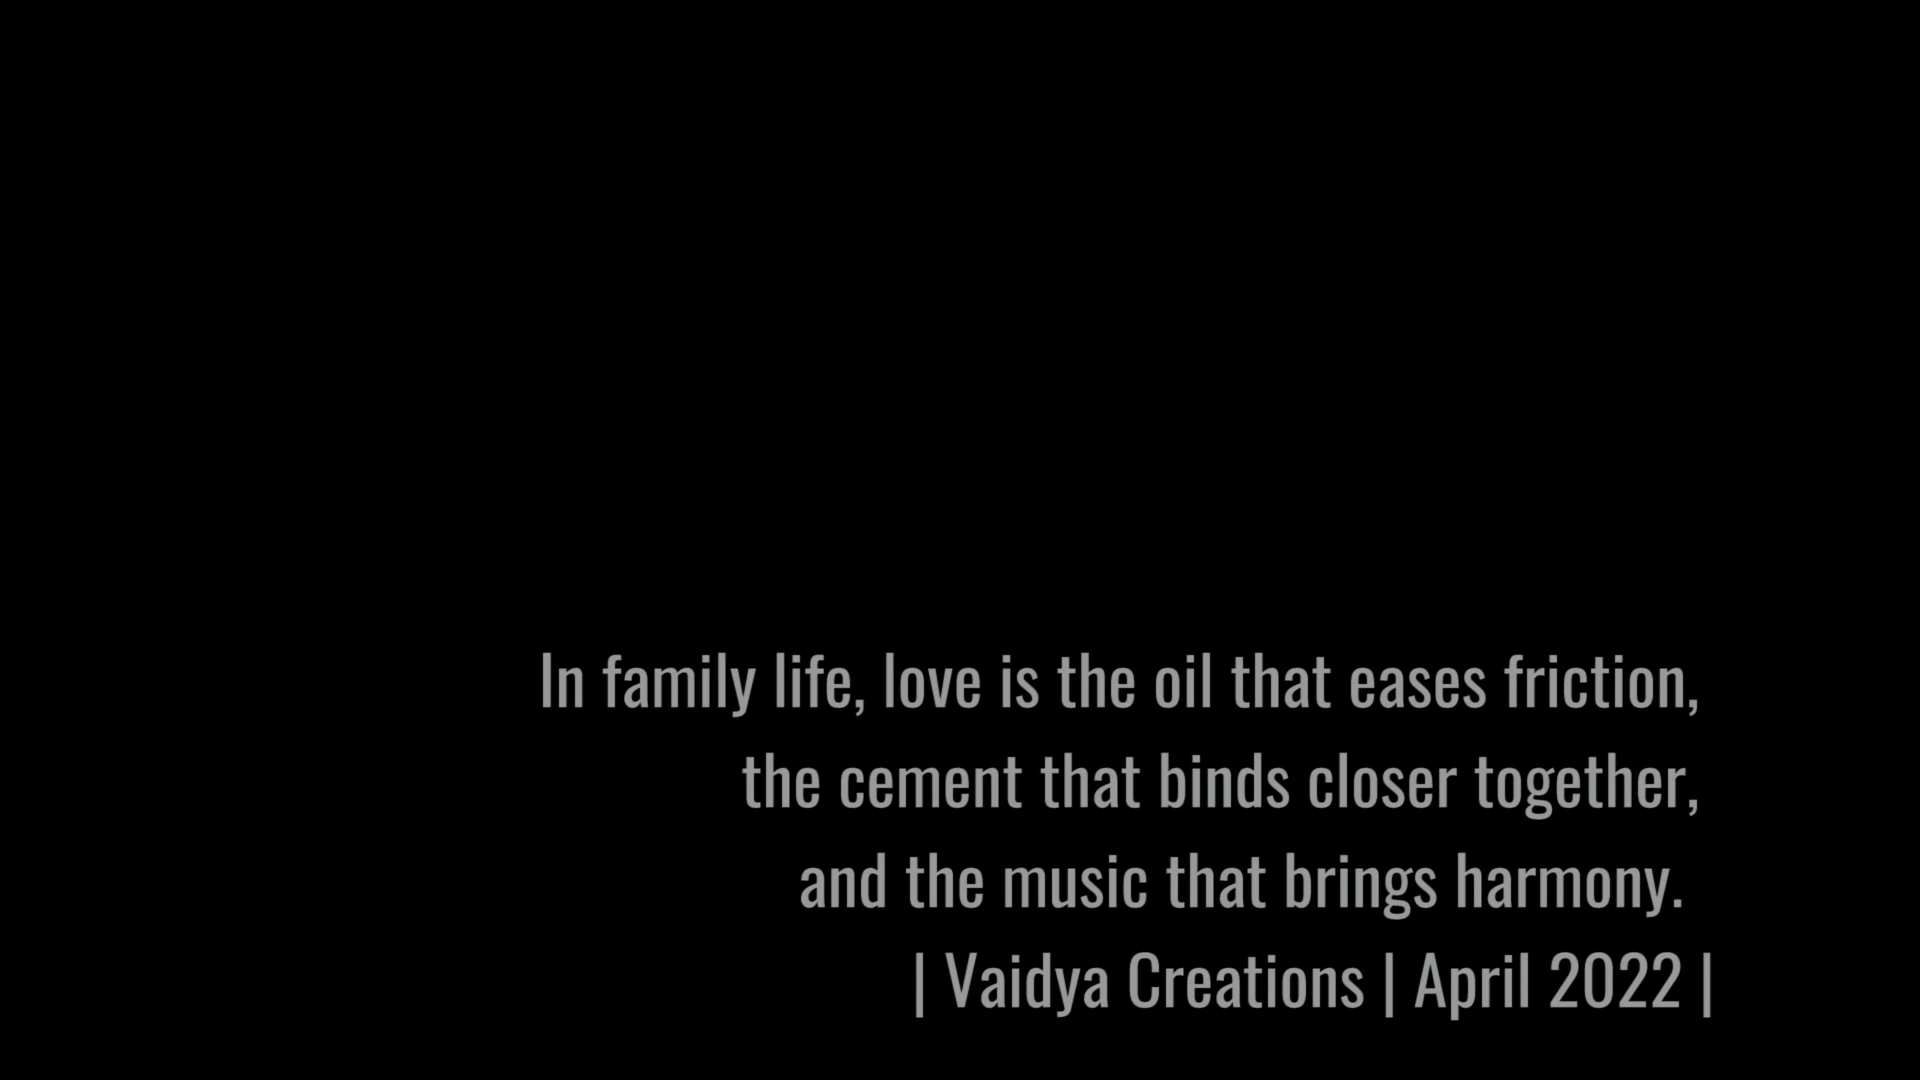 In family life, love is the oil that eases friction,
the cement that binds closer together,
and the music that brings harmony.
| Vaidya Creations | April 2022 |